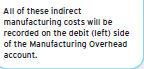 All of these indirect
manufacturing costs will be
recorded on the debit (left) side
of the Manufacturing Overhead
account.